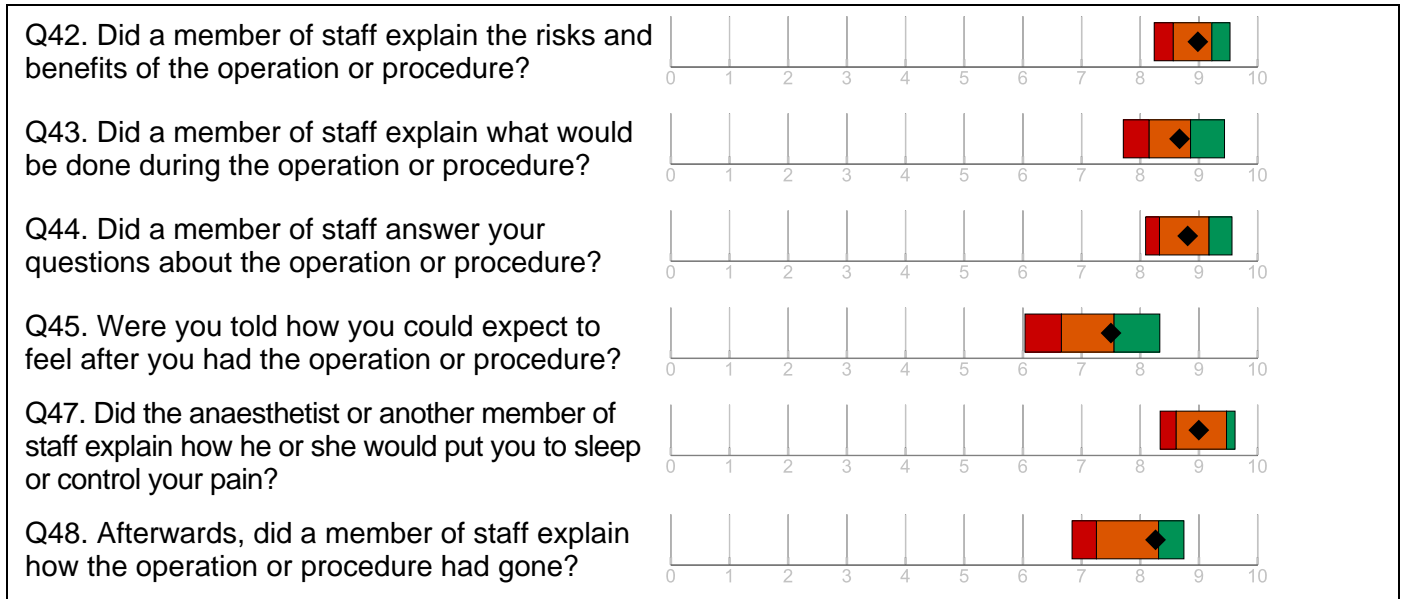 Q42. Did a member of staff explain the risks and
benefits of the operation or procedure?
0 1 2 3 4 5 6 7 8 9 10
Q43. Did a member of staff explain what would
be done during the operation or procedure?
0 1 2 3 4 5 6 7 8 9 10
Q44. Did a member of staff answer your
questions about the operation or procedure?
0 1 2 3 4 5 6 7 8 9 10
Q45. Were you told how you could expect to
feel after you had the operation or procedure?
0 1 2 3 4 5 6 7 8 9 10
Q47. Did the anaesthetist or another member of
staff explain how he or she would put you to sleep
or control your pain?
0 1 2 3 4 5 6 7 8 9 10
Q48. Afterwards, did a member of staff explain
how the operation or procedure had gone?
0 1 2 3 4 5 6 7 8 9 10